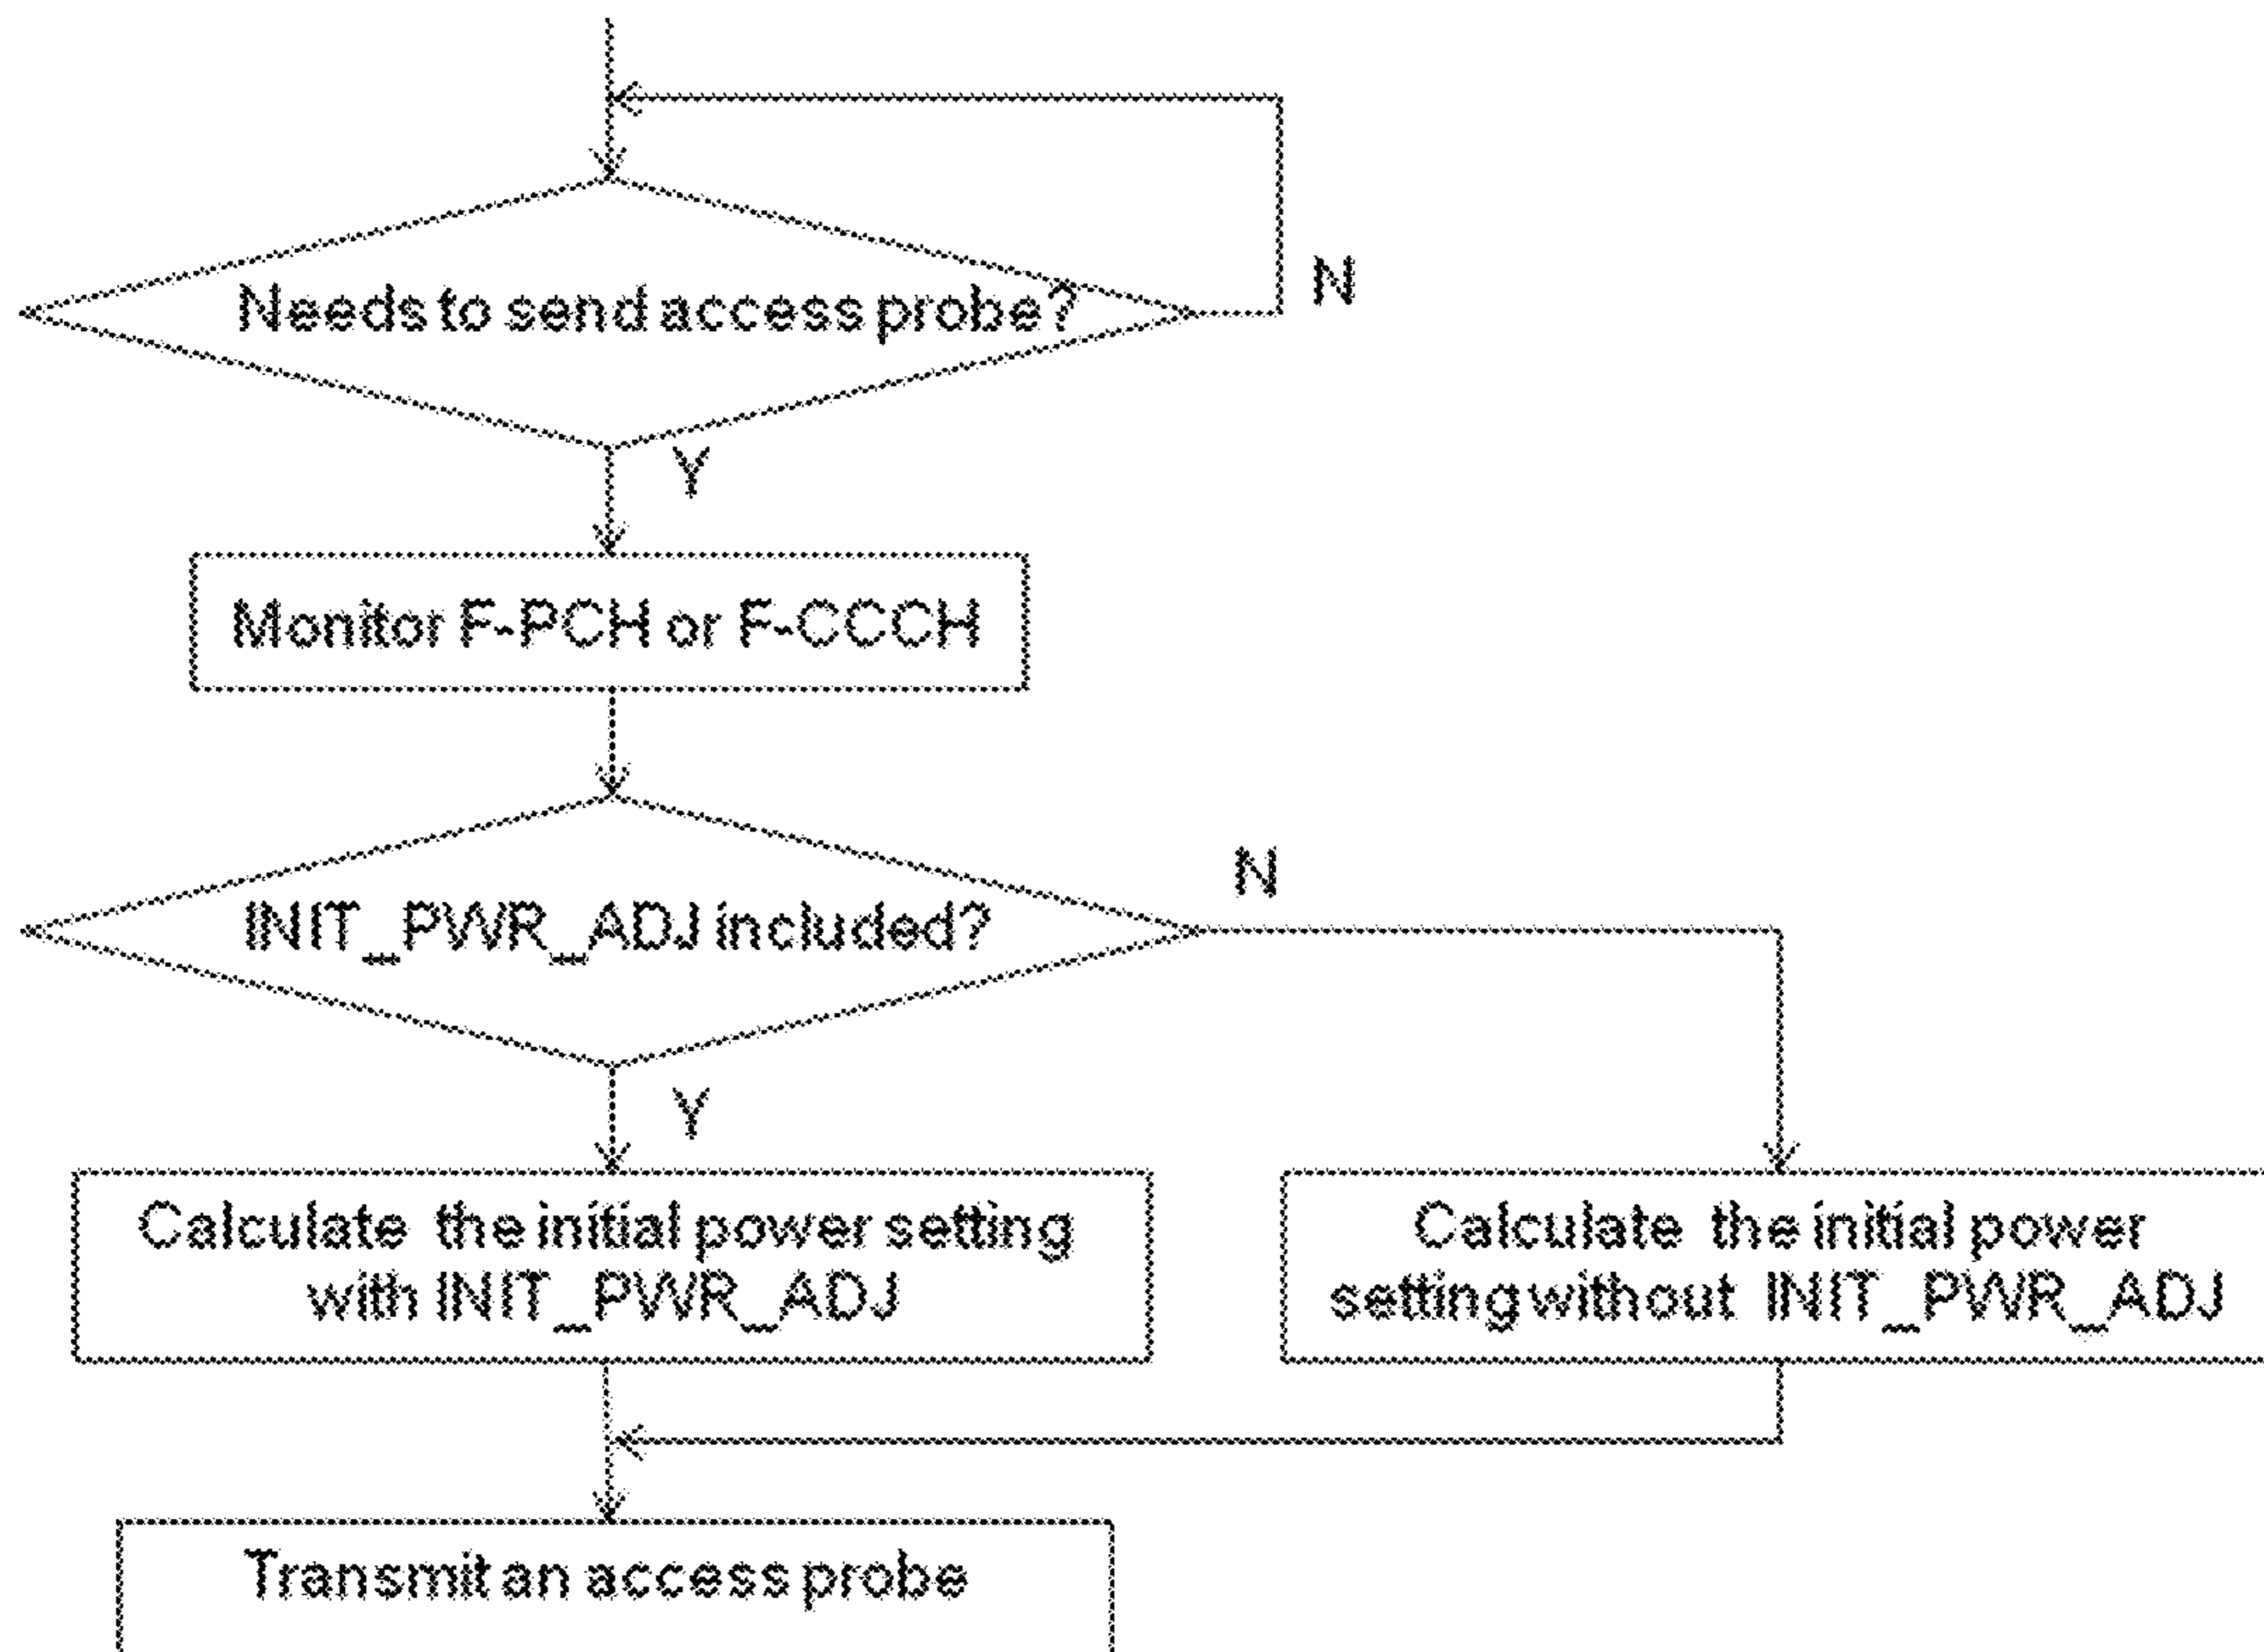 Needs to send access probe?
N
Y
Monitor F-PCH or F-CCCH
N
INIT_PWR_ADJ included?
Y
Calculate the initial power setting
with INIT_PWR_ADJ
Calculate the initial power
setting without INIT_PWR_ADJ
Transmit an access probe